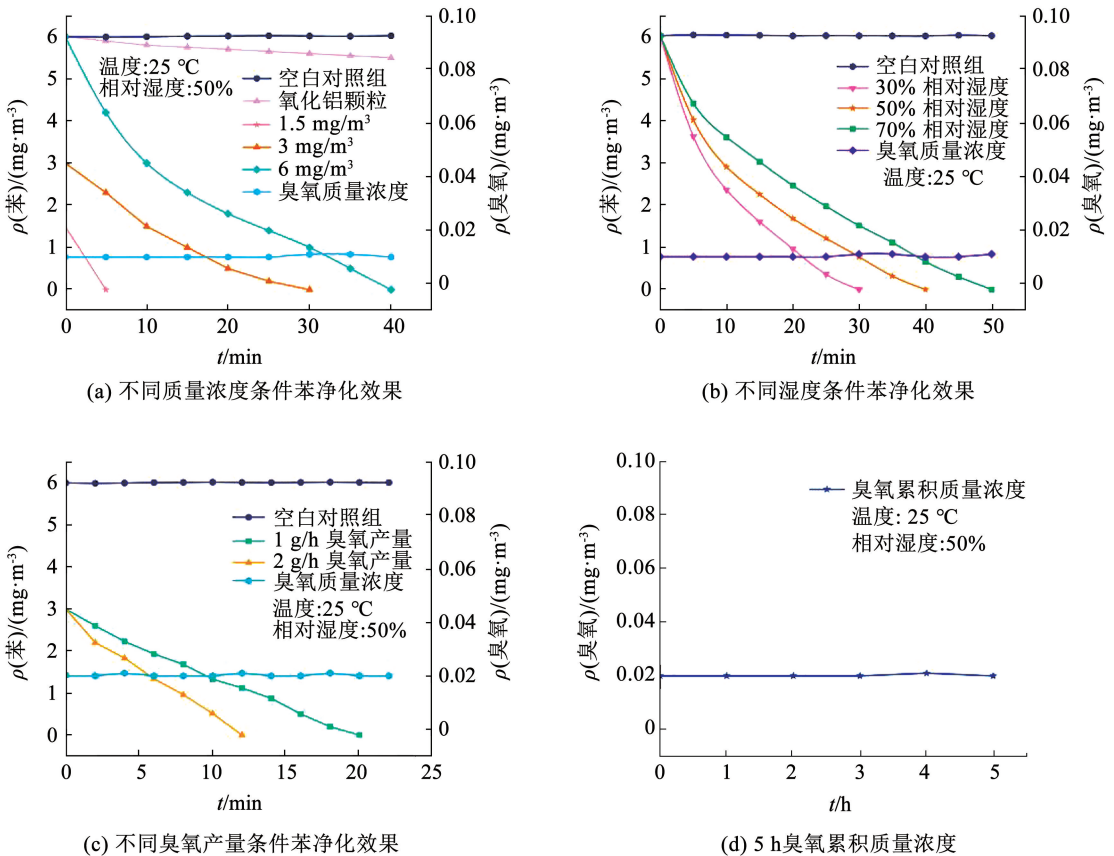 ρ(苯)/(mg·m⁻³)
6
5
4
3
2
1
0
温度:25 ℃
相对湿度:50%
空白对照组
氧化铝颗粒
1.5 mg/m³
3 mg/m³
6 mg/m³
臭氧质量浓度
0.10
0.08
0.06
0.04
0.02
0
ρ(臭氧)/(mg·m⁻³)
0 10 20 30 40
t/min
(a) 不同质量浓度条件苯净化效果
ρ(苯)/(mg·m⁻³)
6
5
4
3
2
1
0
空白对照组
30% 相对湿度
50% 相对湿度
70% 相对湿度
臭氧质量浓度
温度:25 ℃
0.10
0.08
0.06
0.04
0.02
0
ρ(臭氧)/(mg·m⁻³)
0 10 20 30 40 50
t/min
(b) 不同湿度条件苯净化效果
ρ(苯)/(mg·m⁻³)
6
5
4
3
2
1
0
空白对照组
1 g/h 臭氧产量
2 g/h 臭氧产量
臭氧质量浓度
温度:25 ℃
相对湿度:50%
0.10
0.08
0.06
0.04
0.02
0
ρ(臭氧)/(mg·m⁻³)
0 5 10 15 20 25
t/min
(c) 不同臭氧产量条件苯净化效果
ρ(臭氧)/(mg·m⁻³)
0.10
0.08
0.06
0.04
0.02
0
臭氧累积质量浓度
温度: 25 ℃
相对湿度:50%
0 1 2 3 4 5
t/h
(d) 5 h臭氧累积质量浓度